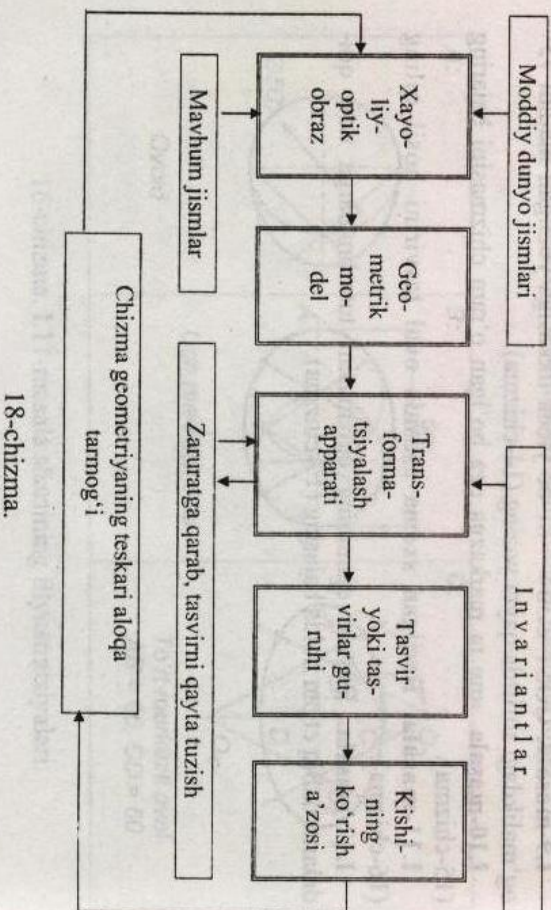 Moddiy dunyo jismlari
I n v a r i a n t l a r
Xayo-
liy-
optik
obraz
Geo-
metrik
mo-
del
Trans-
forma-
tsiyalash
apparati
Tasvir
yoki tas-
virlar gu-
ruhi
Kishi-
ning
ko‘rish
a’zosi
Mavhum jismlar
Zaruratga qarab, tasvirni qayta tuzish
Chizma geometriyaning teskari aloqa
tarmog‘i
18-chizma.